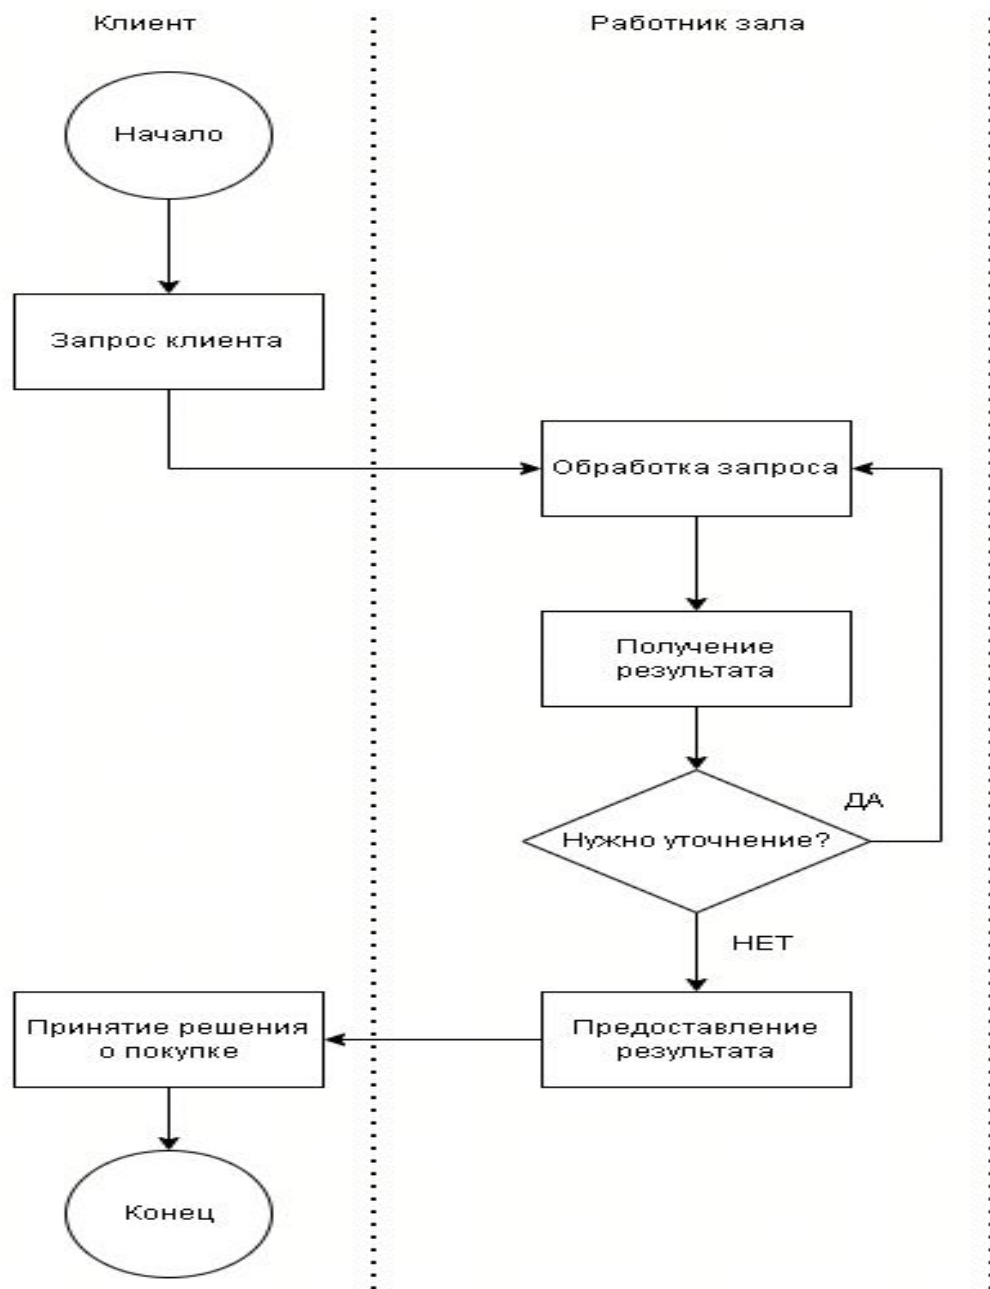 Клиент
Работник зала
Начало
Запрос клиента
Обработка запроса
Получение
результата
ДА
Нужно уточнение?
НЕТ
Принятие решения
о покупке
Предоставление
результата
Конец